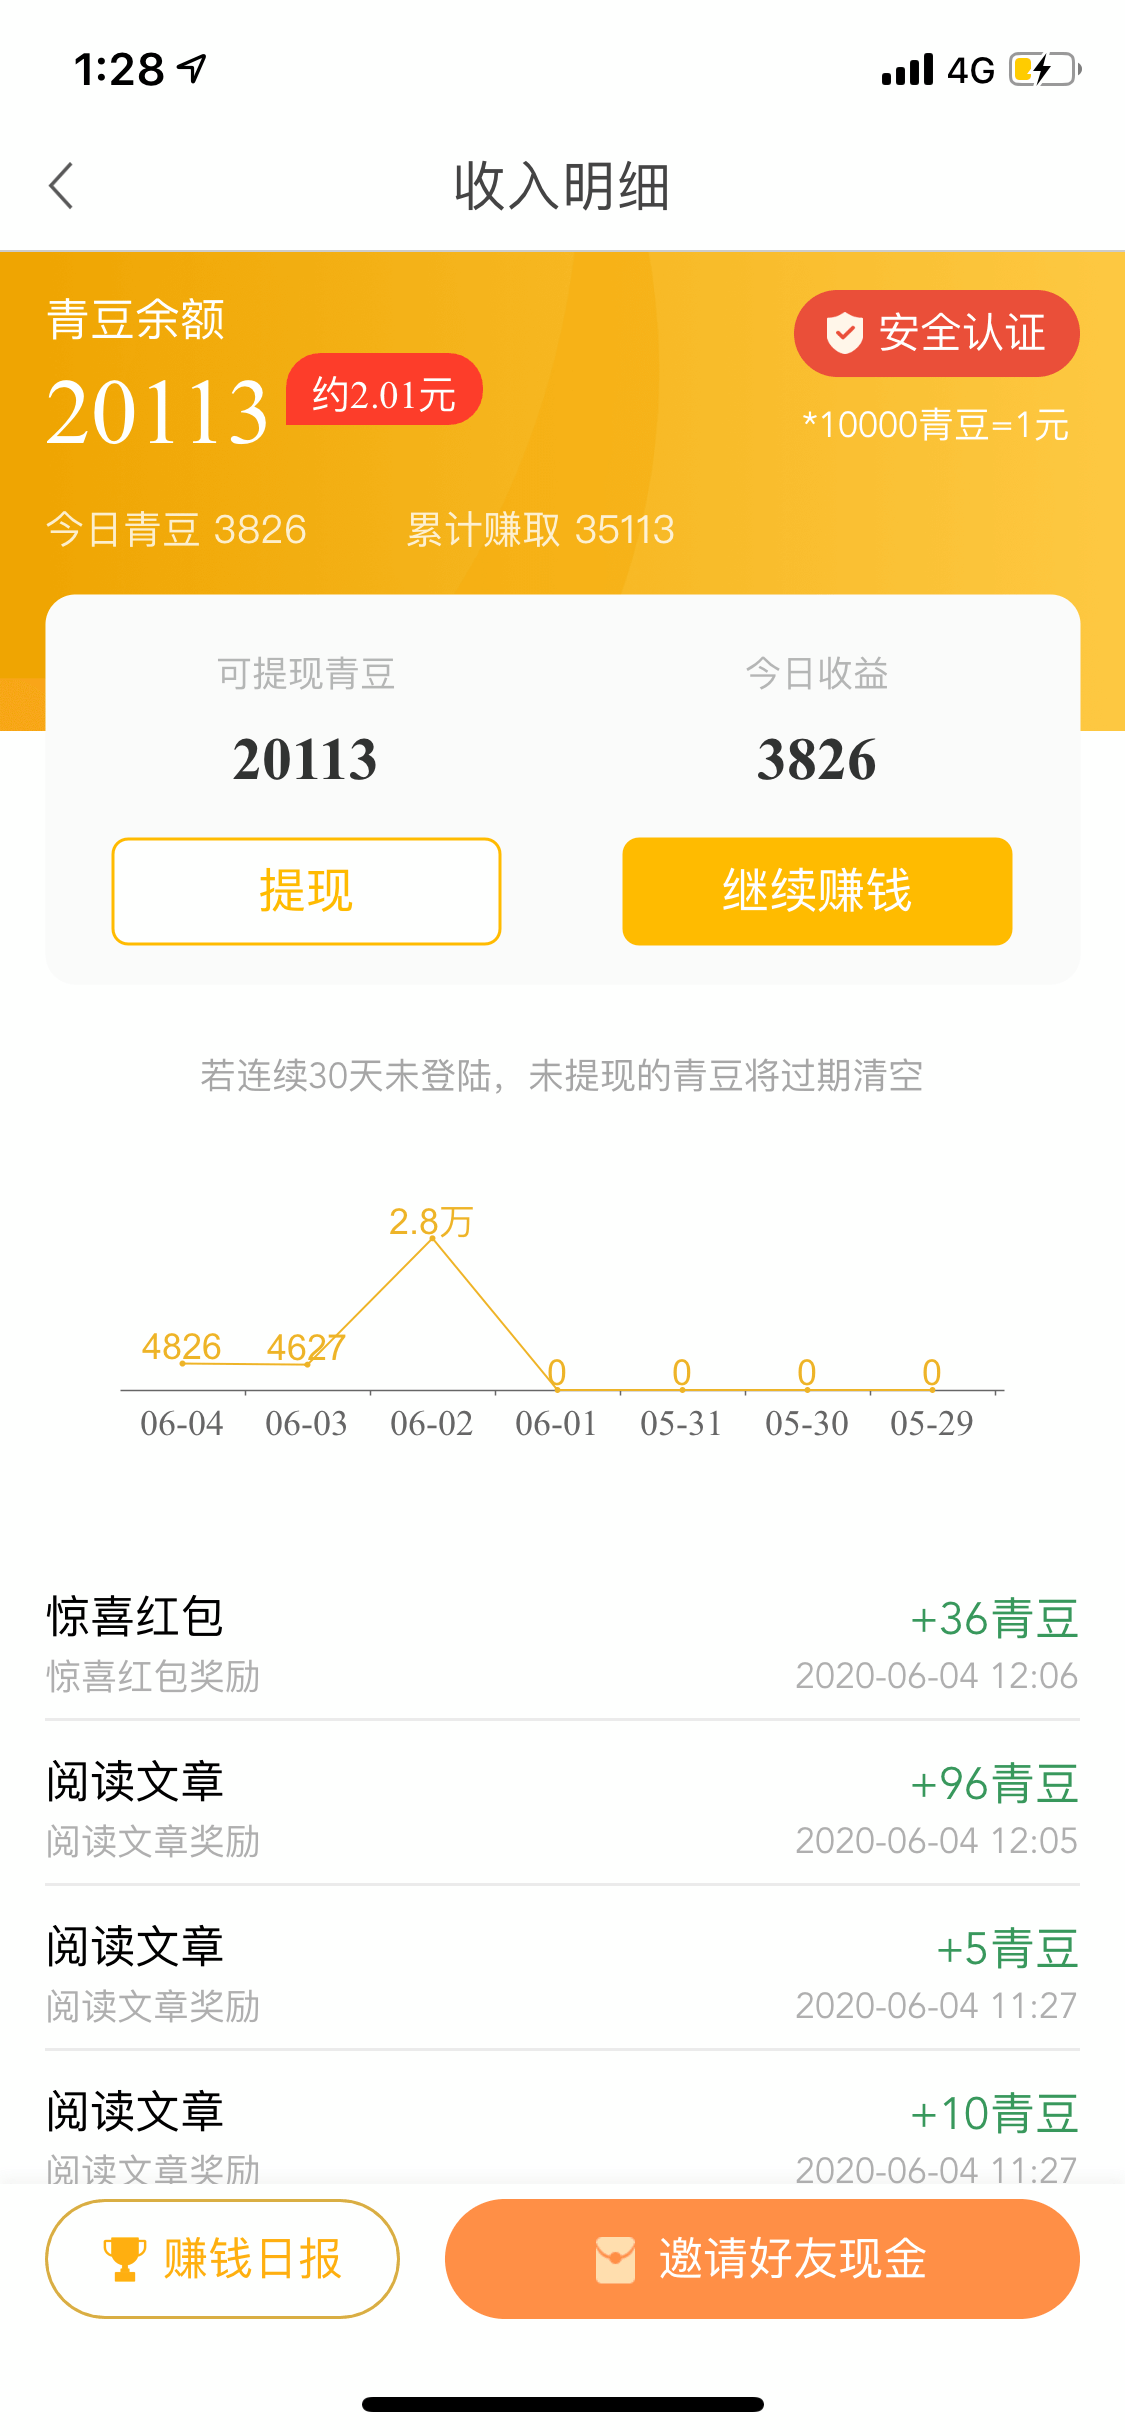 1:28
4G
收入明细
青豆余额
安全认证
20113
约2.01元
*10000青豆=1元
今日青豆 3826
累计赚取 35113
可提现青豆
今日收益
20113
3826
提现
继续赚钱
若连续30天未登陆，未提现的青豆将过期清空
2.8万
4826
4627
0
0
0
0
06-04
06-03
06-02
06-01
05-31
05-30
05-29
惊喜红包
+36青豆
惊喜红包奖励
2020-06-04 12:06
阅读文章
+96青豆
阅读文章奖励
2020-06-04 12:05
阅读文章
+5青豆
阅读文章奖励
2020-06-04 11:27
阅读文章
+10青豆
阅读文章奖励
2020-06-04 11:27
赚钱日报
邀请好友现金